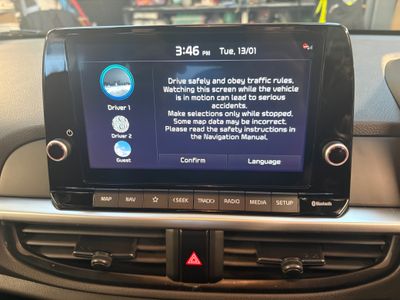 3:46 PM Tue, 13/01
Drive safely and obey traffic rules.
Watching this screen while the vehicle
is in motion can lead to serious
accidents.
Make selections only while stopped.
Some map data may be incorrect.
Please read the safety instructions in
the Navigation Manual.
Driver 1
Driver 2
Guest
Confirm Language
MAP NAV <SEEK TRACK> RADIO MEDIA SETUP Bluetooth